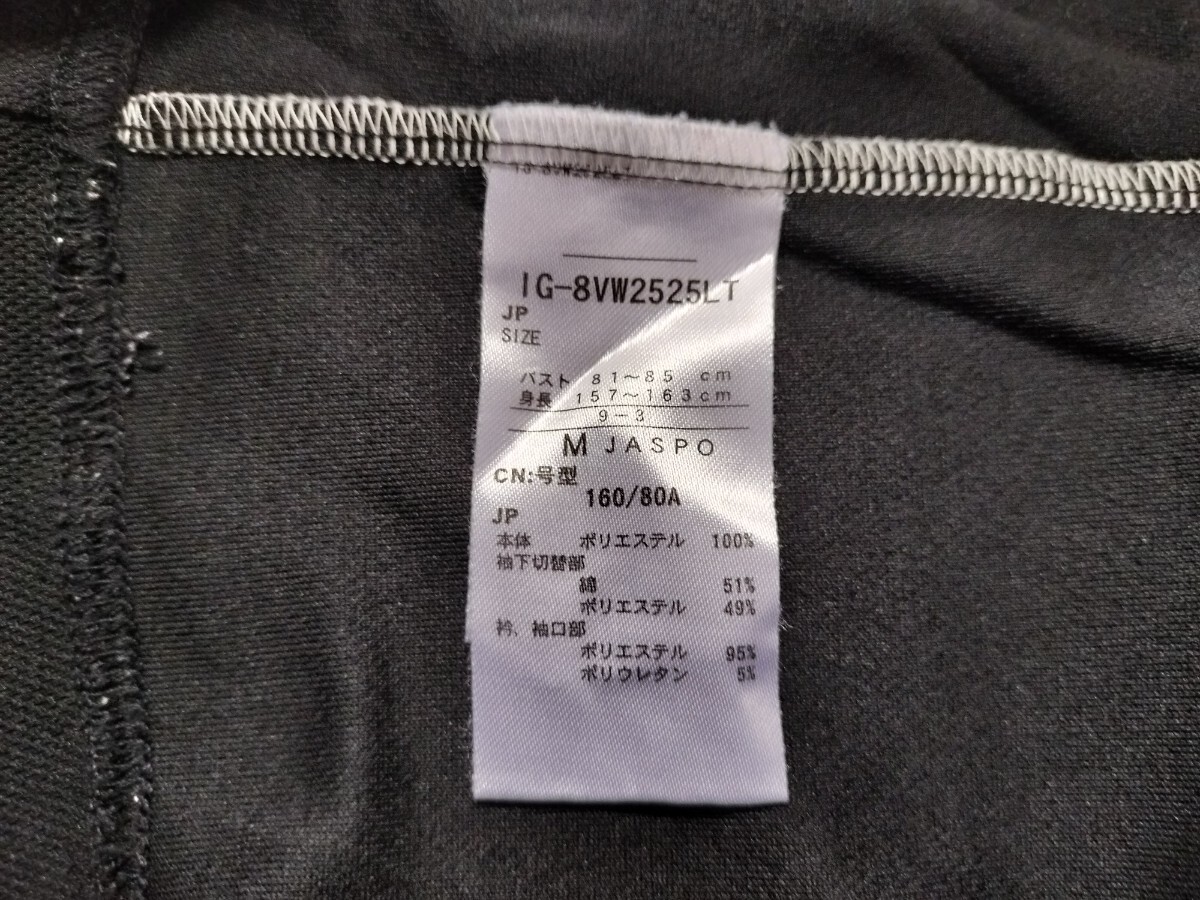 IG-8VW2525LT
JP
SIZE
バスト 81～85 cm
身長 157～163cm
9-3
M JASPO
CN:号型
160/80A
JP
本体 ポリエステル 100%
袖下切替部
綿 51%
ポリエステル 49%
衿、袖口部
ポリエステル 95%
ポリウレタン 5%